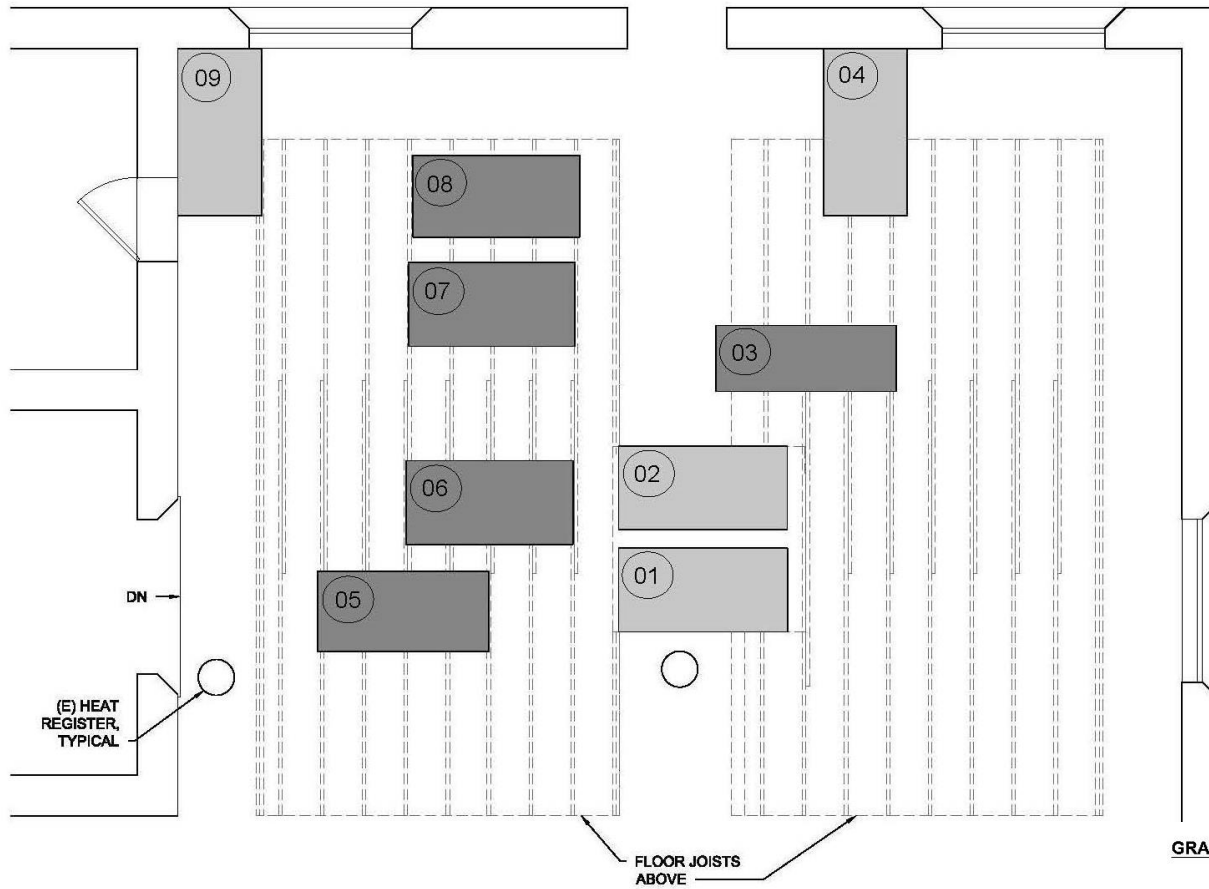 09
04
08
07
03
02
06
01
05
DN
(E) HEAT
REGISTER,
TYPICAL
FLOOR JOISTS
ABOVE
GRA